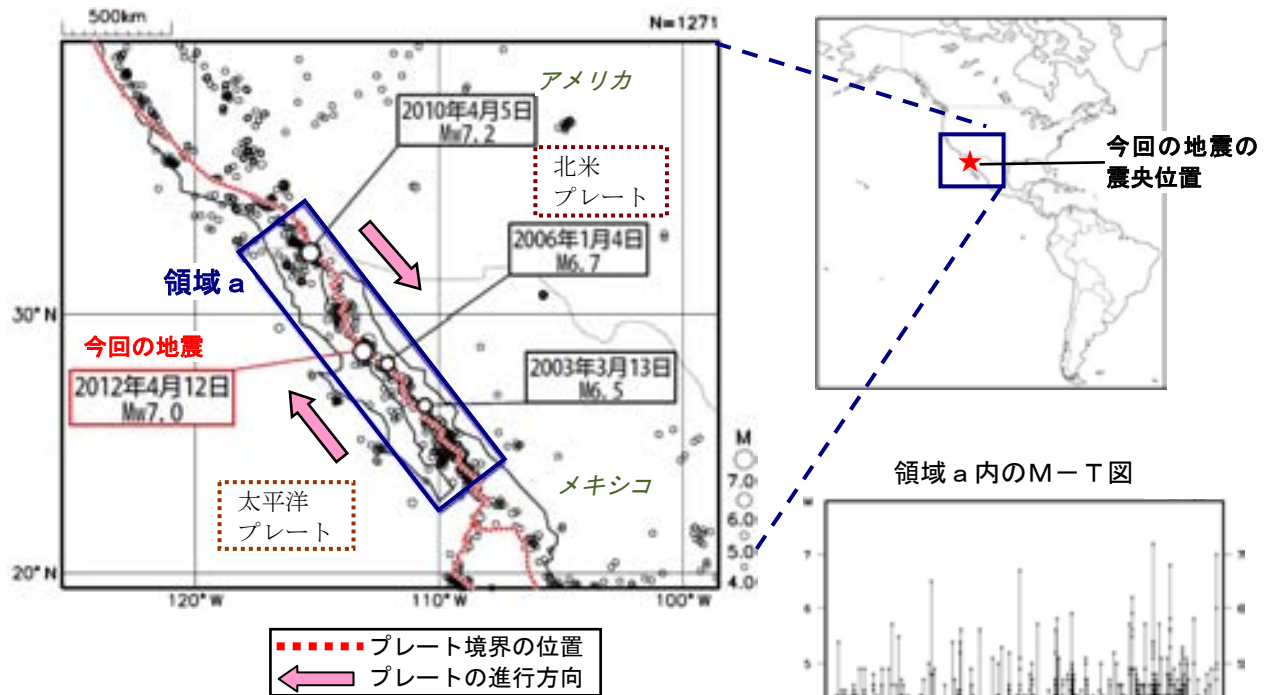 500km
N=1271
アメリカ
2010年4月5日
Mw7.2
北米
プレート
2006年1月4日
M6.7
領域a
30°N
今回の地震
2012年4月12日
Mw7.0
2003年3月13日
M6.5
メキシコ
太平洋
プレート
20°N
120°W
110°W
100°W
M
7.0
6.0
5.0
4.0
プレート境界の位置
プレートの進行方向
今回の地震の
震央位置
領域a内のM－T図
M
7
6
5